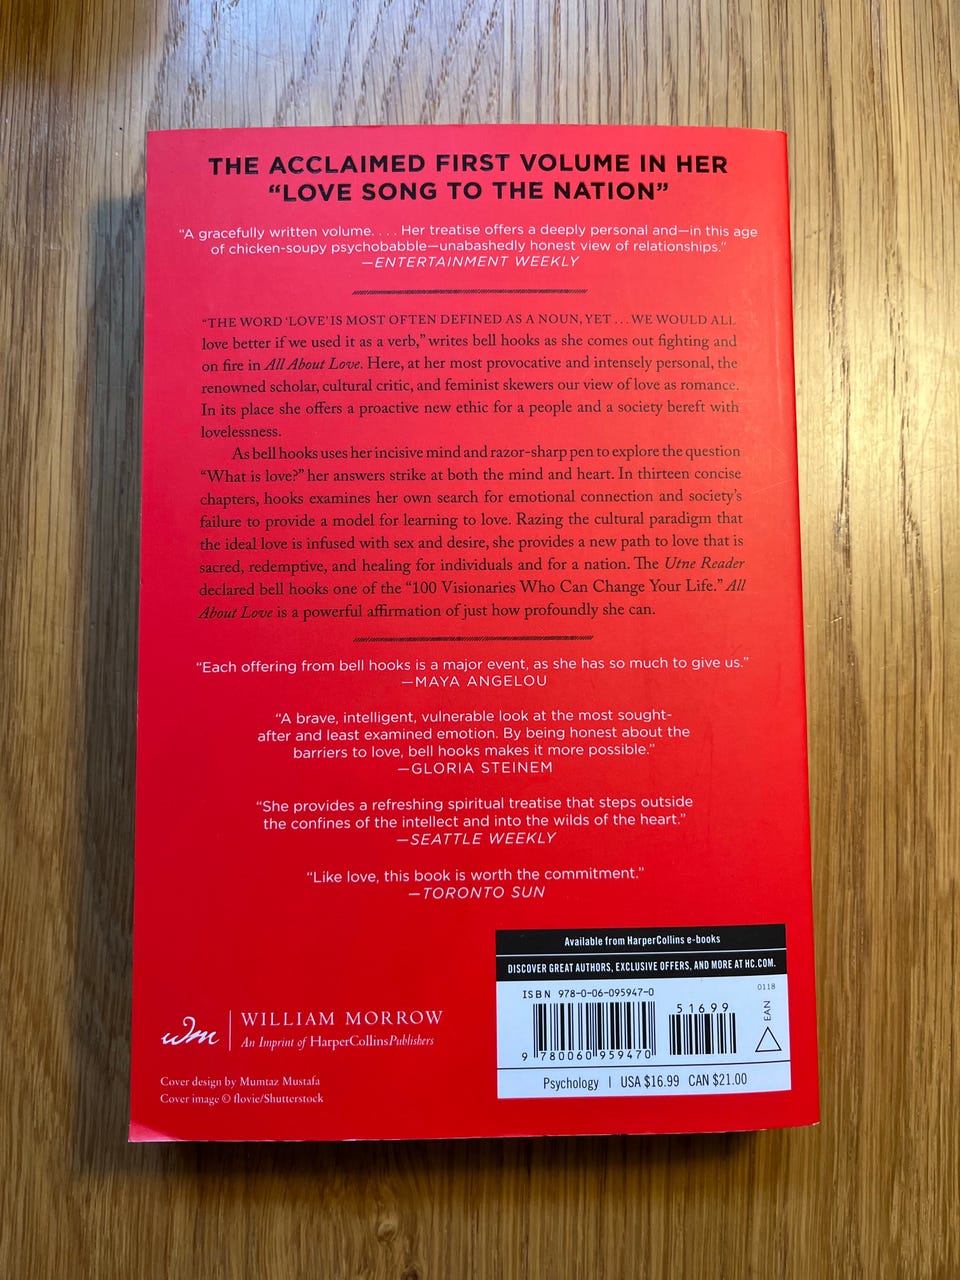 THE ACCLAIMED FIRST VOLUME IN HER
“LOVE SONG TO THE NATION”
“A gracefully written volume. . . . Her treatise offers a deeply personal and—in this age
of chicken-soupy psychobabble—unabashedly honest view of relationships.”
—ENTERTAINMENT WEEKLY
“THE WORD ‘LOVE’ IS MOST OFTEN DEFINED AS A NOUN, YET . . . WE WOULD ALL
love better if we used it as a verb,” writes bell hooks as she comes out fighting and
on fire in All About Love. Here, at her most provocative and intensely personal, the
renowned scholar, cultural critic, and feminist skewers our view of love as romance.
In its place she offers a proactive new ethic for a people and a society bereft with
lovelessness.
As bell hooks uses her incisive mind and razor-sharp pen to explore the question
“What is love?” her answers strike at both the mind and heart. In thirteen concise
chapters, hooks examines her own search for emotional connection and society’s
failure to provide a model for learning to love. Razing the cultural paradigm that
the ideal love is infused with sex and desire, she provides a new path to love that is
sacred, redemptive, and healing for individuals and for a nation. The Utne Reader
declared bell hooks one of the “100 Visionaries Who Can Change Your Life.” All
About Love is a powerful affirmation of just how profoundly she can.
“Each offering from bell hooks is a major event, as she has so much to give us.”
—MAYA ANGELOU
“A brave, intelligent, vulnerable look at the most sought-
after and least examined emotion. By being honest about the
barriers to love, bell hooks makes it more possible.”
—GLORIA STEINEM
“She provides a refreshing spiritual treatise that steps outside
the confines of the intellect and into the wilds of the heart.”
—SEATTLE WEEKLY
“Like love, this book is worth the commitment.”
—TORONTO SUN
Available from HarperCollins e-books
DISCOVER GREAT AUTHORS, EXCLUSIVE OFFERS, AND MORE AT HC.COM.
ISBN 978-0-06-095947-0
0118
51699
EAN
9 780060 959470
Psychology | USA $16.99 CAN $21.00
wm | WILLIAM MORROW
An Imprint of HarperCollinsPublishers
Cover design by Mumtaz Mustafa
Cover image © flovie/Shutterstock